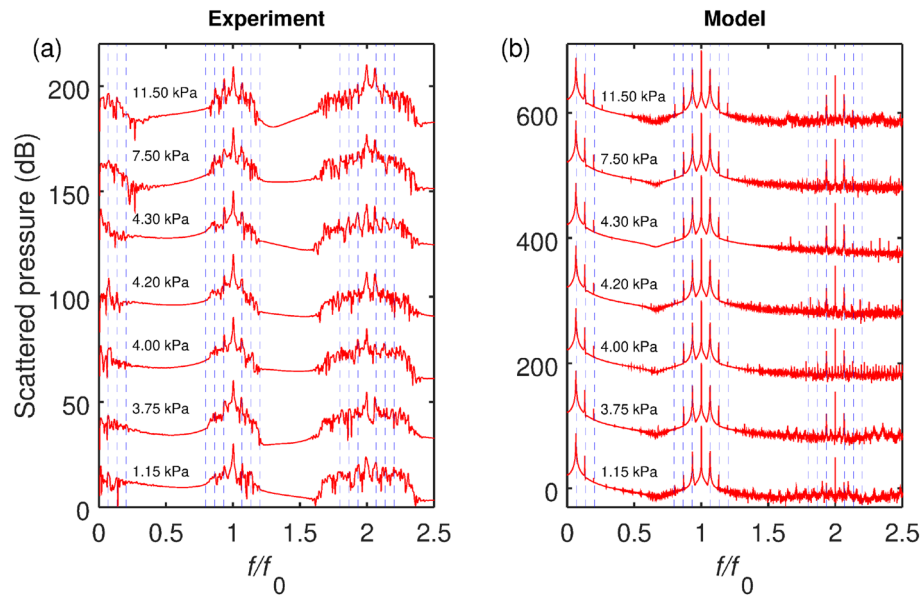 Experiment
Model
(a)
(b)
Scattered pressure (dB)
200
150
100
50
0
11.50 kPa
7.50 kPa
4.30 kPa
4.20 kPa
4.00 kPa
3.75 kPa
1.15 kPa
0 0.5 1 1.5 2 2.5
f/f0
600
400
200
0
11.50 kPa
7.50 kPa
4.30 kPa
4.20 kPa
4.00 kPa
3.75 kPa
1.15 kPa
0 0.5 1 1.5 2 2.5
f/f0